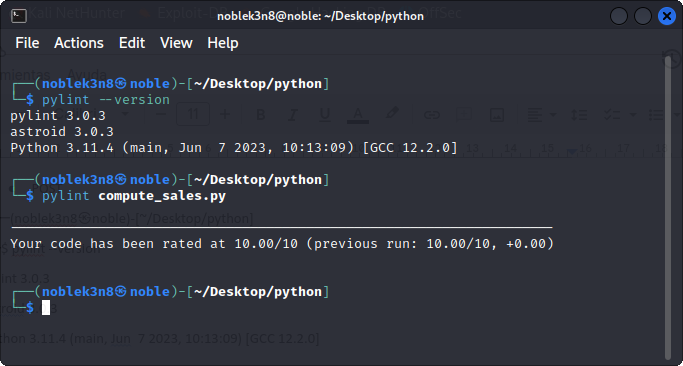 noblek3n8@noble: ~/Desktop/python
File Actions Edit View Help
┌──(noblek3n8㉿noble)-[~/Desktop/python]
└─$ pylint --version
pylint 3.0.3
astroid 3.0.3
Python 3.11.4 (main, Jun  7 2023, 10:13:09) [GCC 12.2.0]
┌──(noblek3n8㉿noble)-[~/Desktop/python]
└─$ pylint compute_sales.py
Your code has been rated at 10.00/10 (previous run: 10.00/10, +0.00)
┌──(noblek3n8㉿noble)-[~/Desktop/python]
└─$